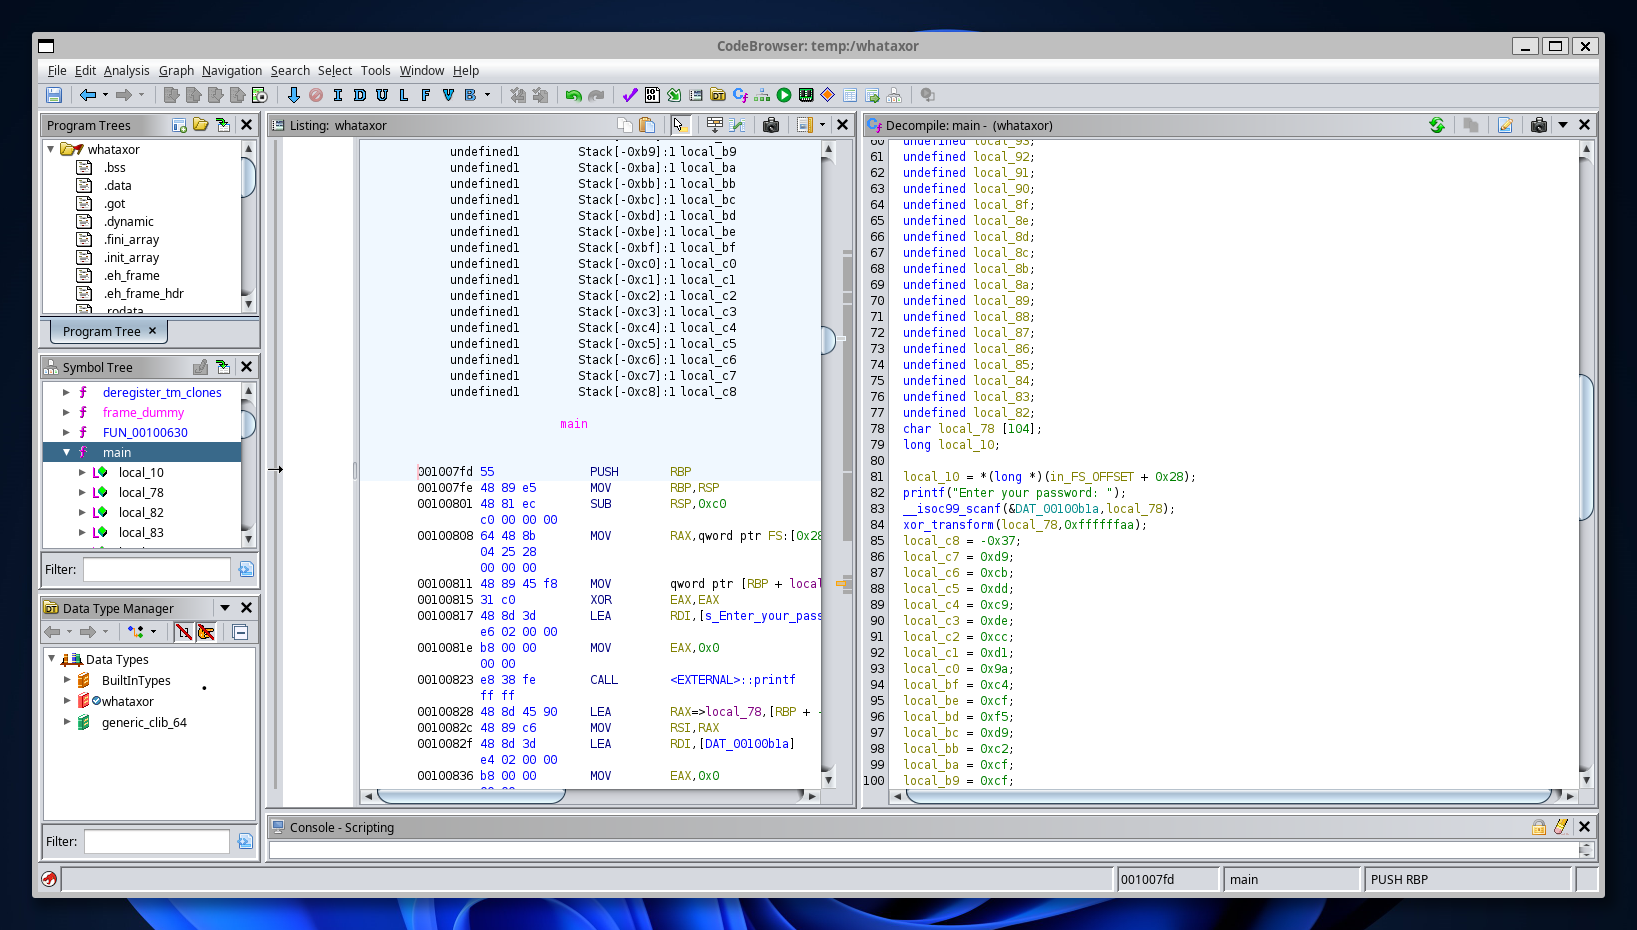 CodeBrowser: temp:/whataxor
File Edit Analysis Graph Navigation Search Select Tools Window Help
I D U L F V B
Program Trees
whataxor
.bss
.data
.got
.dynamic
.fini_array
.init_array
.eh_frame
.eh_frame_hdr
.rodata
Program Tree
Symbol Tree
f deregister_tm_clones
f frame_dummy
f FUN_00100630
f main
local_10
local_78
local_82
local_83
Filter:
Data Type Manager
Data Types
BuiltInTypes
whataxor
generic_clib_64
Filter:
Listing: whataxor
undefined1 Stack[-0xb9]:1 local_b9
undefined1 Stack[-0xba]:1 local_ba
undefined1 Stack[-0xbb]:1 local_bb
undefined1 Stack[-0xbc]:1 local_bc
undefined1 Stack[-0xbd]:1 local_bd
undefined1 Stack[-0xbe]:1 local_be
undefined1 Stack[-0xbf]:1 local_bf
undefined1 Stack[-0xc0]:1 local_c0
undefined1 Stack[-0xc1]:1 local_c1
undefined1 Stack[-0xc2]:1 local_c2
undefined1 Stack[-0xc3]:1 local_c3
undefined1 Stack[-0xc4]:1 local_c4
undefined1 Stack[-0xc5]:1 local_c5
undefined1 Stack[-0xc6]:1 local_c6
undefined1 Stack[-0xc7]:1 local_c7
undefined1 Stack[-0xc8]:1 local_c8
main
001007fd 55 PUSH RBP
001007fe 48 89 e5 MOV RBP,RSP
00100801 48 81 ec SUB RSP,0xc0
c0 00 00 00
00100808 64 48 8b MOV RAX,qword ptr FS:[0x28
04 25 28
00 00 00
00100811 48 89 45 f8 MOV qword ptr [RBP + local
00100815 31 c0 XOR EAX,EAX
00100817 48 8d 3d LEA RDI,[s_Enter_your_pass
e6 02 00 00
0010081e b8 00 00 MOV EAX,0x0
00 00
00100823 e8 38 fe CALL <EXTERNAL>::printf
ff ff
00100828 48 8d 45 90 LEA RAX=>local_78,[RBP + -
0010082c 48 89 c6 MOV RSI,RAX
0010082f 48 8d 3d LEA RDI,[DAT_00100b1a]
e4 02 00 00
00100836 b8 00 00 MOV EAX,0x0
Decompile: main - (whataxor)
60 undefined local_93;
61 undefined local_92;
62 undefined local_91;
63 undefined local_90;
64 undefined local_8f;
65 undefined local_8e;
66 undefined local_8d;
67 undefined local_8c;
68 undefined local_8b;
69 undefined local_8a;
70 undefined local_89;
71 undefined local_88;
72 undefined local_87;
73 undefined local_86;
74 undefined local_85;
75 undefined local_84;
76 undefined local_83;
77 undefined local_82;
78 char local_78 [104];
79 long local_10;
80
81 local_10 = *(long *)(in_FS_OFFSET + 0x28);
82 printf("Enter your password: ");
83 __isoc99_scanf(&DAT_00100b1a,local_78);
84 xor_transform(local_78,0xffffffaa);
85 local_c8 = -0x37;
86 local_c7 = 0xd9;
87 local_c6 = 0xcb;
88 local_c5 = 0xdd;
89 local_c4 = 0xc9;
90 local_c3 = 0xde;
91 local_c2 = 0xcc;
92 local_c1 = 0xd1;
93 local_c0 = 0x9a;
94 local_bf = 0xc4;
95 local_be = 0xcf;
96 local_bd = 0xf5;
97 local_bc = 0xd9;
98 local_bb = 0xc2;
99 local_ba = 0xcf;
100 local_b9 = 0xcf;
Console - Scripting
001007fd main PUSH RBP